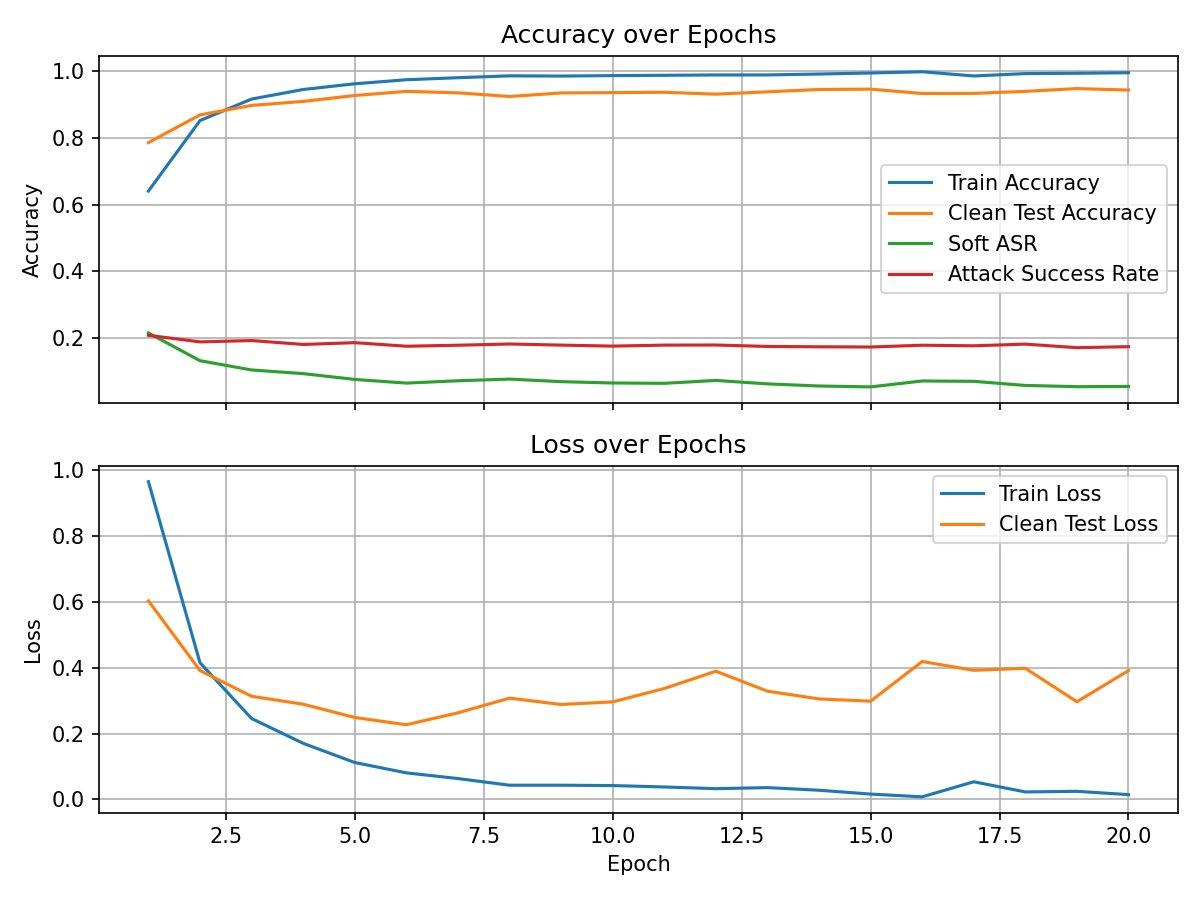 Accuracy over Epochs
1.0
0.8
0.6
0.4
0.2
Accuracy
Train Accuracy
Clean Test Accuracy
Soft ASR
Attack Success Rate
Loss over Epochs
1.0
0.8
0.6
0.4
0.2
0.0
Loss
Train Loss
Clean Test Loss
2.5 5.0 7.5 10.0 12.5 15.0 17.5 20.0
Epoch